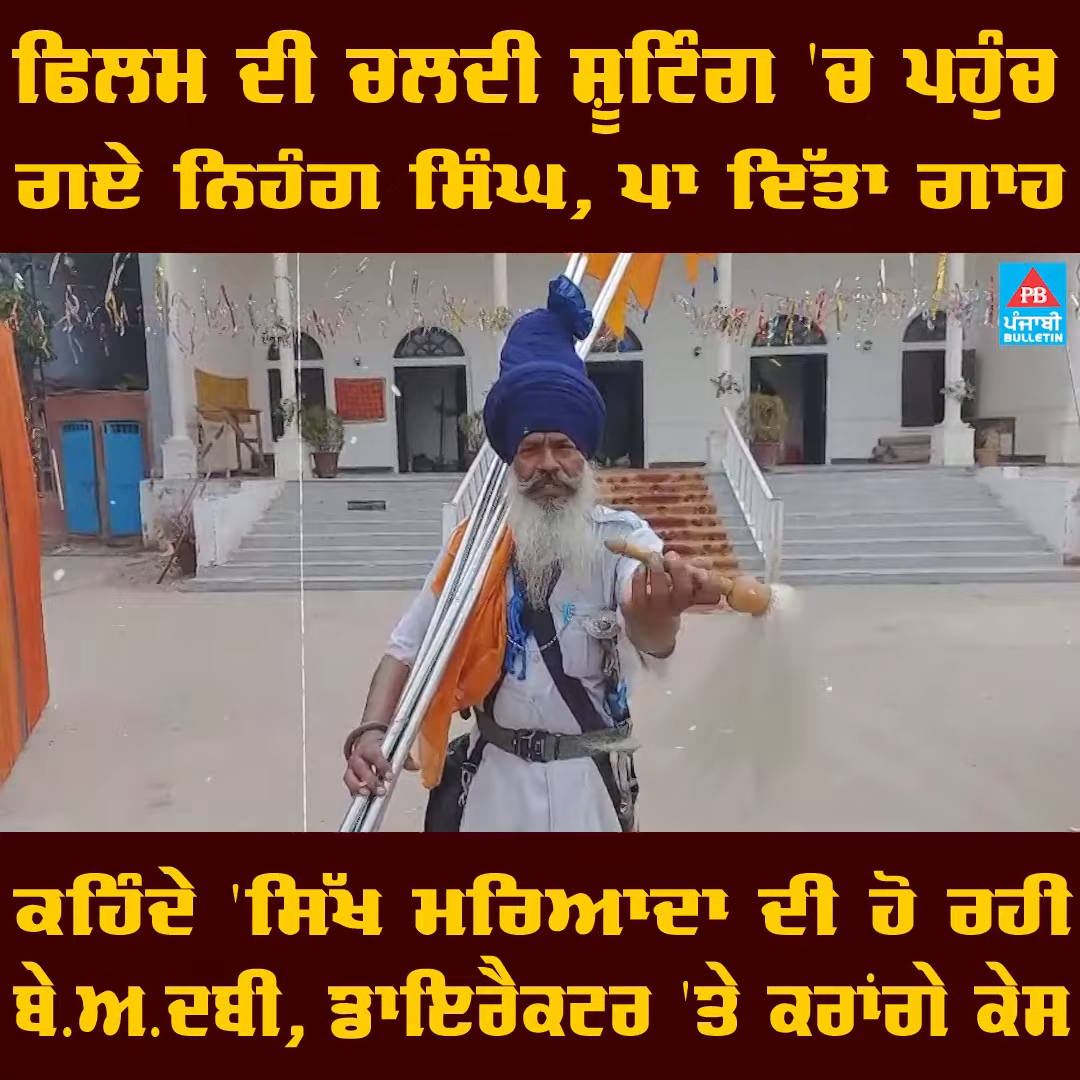 ਫਿਲਮ ਦੀ ਚਲਦੀ ਸ਼ੂਟਿੰਗ 'ਚ ਪਹੁੰਚ
ਗਏ ਨਿਹੰਗ ਸਿੰਘ, ਪਾ ਦਿੱਤਾ ਗਾਹ
PB
ਪੰਜਾਬੀ
BULLETIN
ਕਹਿੰਦੇ 'ਸਿੱਖ ਮਰਿਆਦਾ ਦੀ ਹੋ ਰਹੀ
ਬੇ.ਅ.ਦਬੀ, ਡਾਇਰੈਕਟਰ 'ਤੇ ਕਰਾਂਗੇ ਕੇਸ